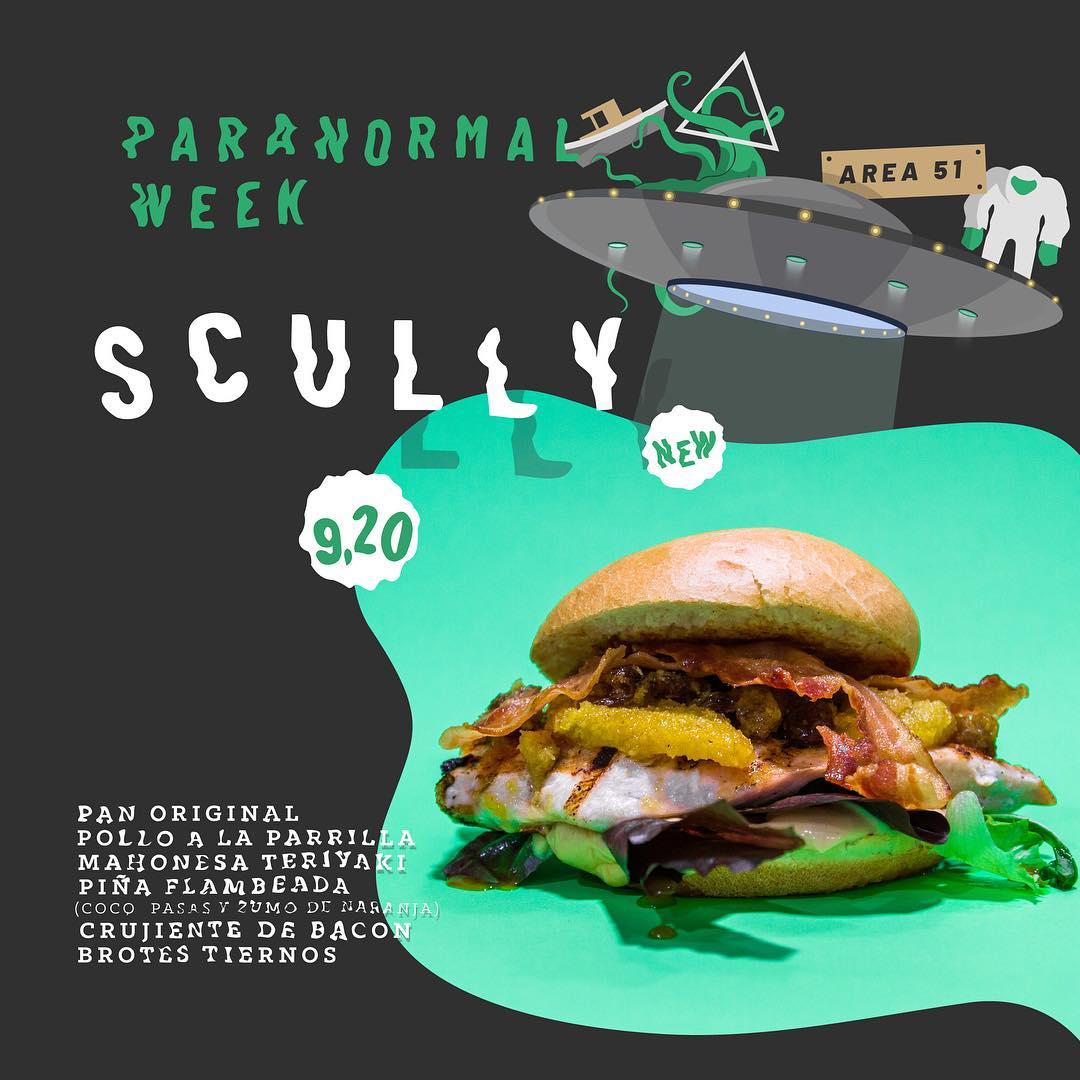 PARANORMAL
WEEK
AREA 51
SCULLY
NEW
9,20
PAN ORIGINAL
POLLO A LA PARRILLA
MAHONESA TERIYAKI
PIÑA FLAMBEADA
(COCO PASAS Y ZUMO DE NARANJA)
CRUJIENTE DE BACON
BROTES TIERNOS